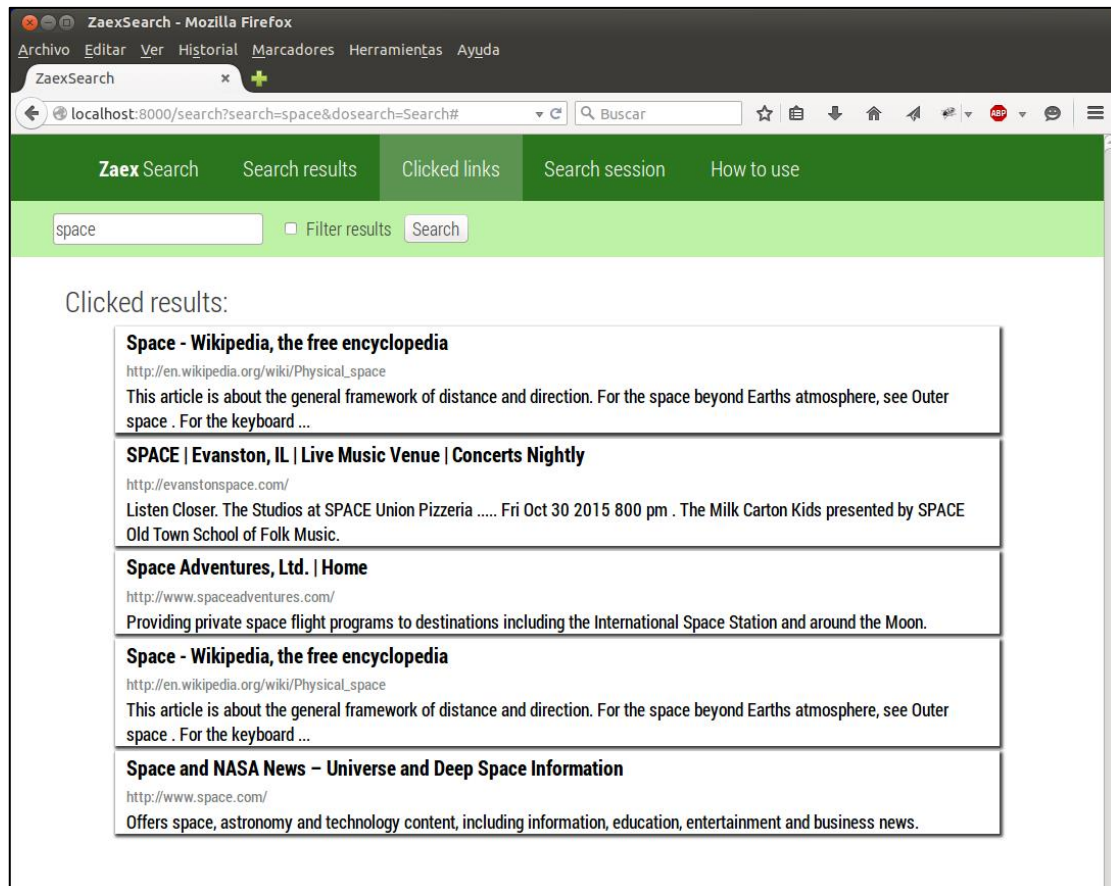 ZaexSearch - Mozilla Firefox
Archivo Editar Ver Historial Marcadores Herramientas Ayuda
ZaexSearch
localhost:8000/search?search=space&dosearch=Search#
Buscar
ABP
Zaex Search Search results Clicked links Search session How to use
space Filter results Search
Clicked results:
Space - Wikipedia, the free encyclopedia
http://en.wikipedia.org/wiki/Physical_space
This article is about the general framework of distance and direction. For the space beyond Earths atmosphere, see Outer
space . For the keyboard ...
SPACE | Evanston, IL | Live Music Venue | Concerts Nightly
http://evanstonspace.com/
Listen Closer. The Studios at SPACE Union Pizzeria ..... Fri Oct 30 2015 800 pm . The Milk Carton Kids presented by SPACE
Old Town School of Folk Music.
Space Adventures, Ltd. | Home
http://www.spaceadventures.com/
Providing private space flight programs to destinations including the International Space Station and around the Moon.
Space - Wikipedia, the free encyclopedia
http://en.wikipedia.org/wiki/Physical_space
This article is about the general framework of distance and direction. For the space beyond Earths atmosphere, see Outer
space . For the keyboard ...
Space and NASA News – Universe and Deep Space Information
http://www.space.com/
Offers space, astronomy and technology content, including information, education, entertainment and business news.